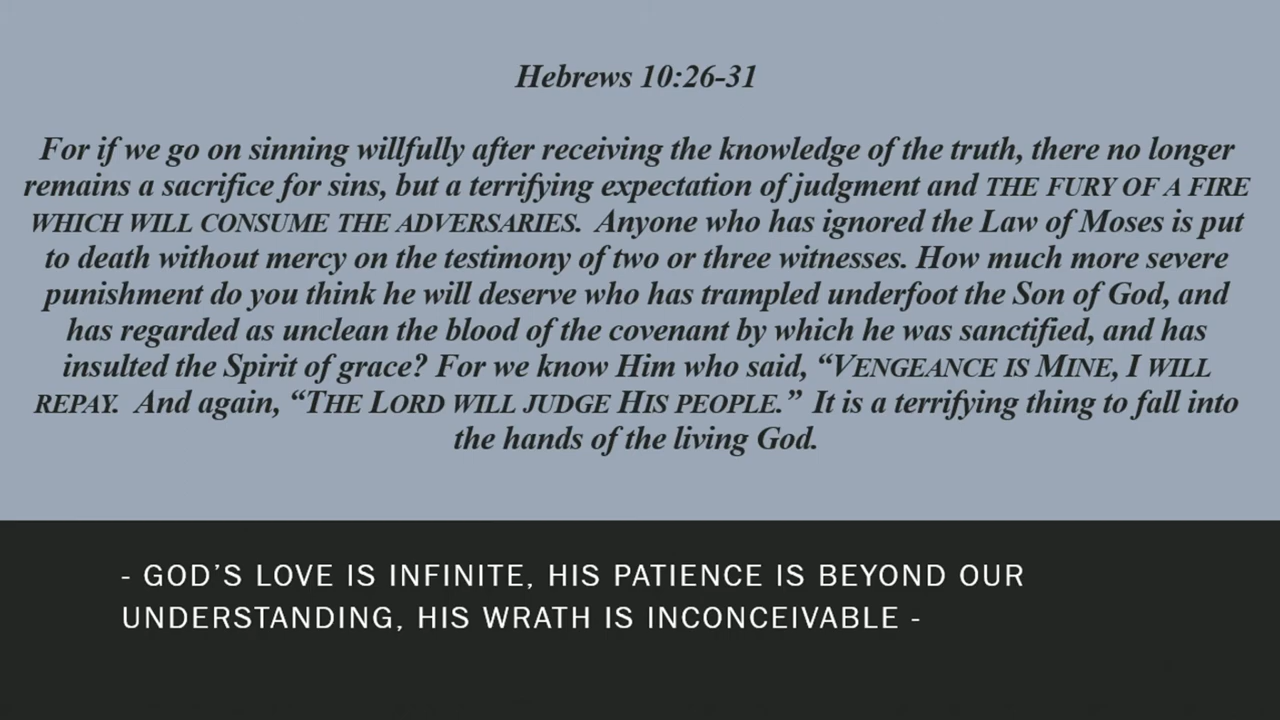 Hebrews 10:26-31
For if we go on sinning willfully after receiving the knowledge of the truth, there no longer
remains a sacrifice for sins, but a terrifying expectation of judgment and THE FURY OF A FIRE
WHICH WILL CONSUME THE ADVERSARIES. Anyone who has ignored the Law of Moses is put
to death without mercy on the testimony of two or three witnesses. How much more severe
punishment do you think he will deserve who has trampled underfoot the Son of God, and
has regarded as unclean the blood of the covenant by which he was sanctified, and has
insulted the Spirit of grace? For we know Him who said, “VENGEANCE IS MINE, I WILL
REPAY. And again, “THE LORD WILL JUDGE HIS PEOPLE.” It is a terrifying thing to fall into
the hands of the living God.
- GOD’S LOVE IS INFINITE, HIS PATIENCE IS BEYOND OUR
UNDERSTANDING, HIS WRATH IS INCONCEIVABLE -